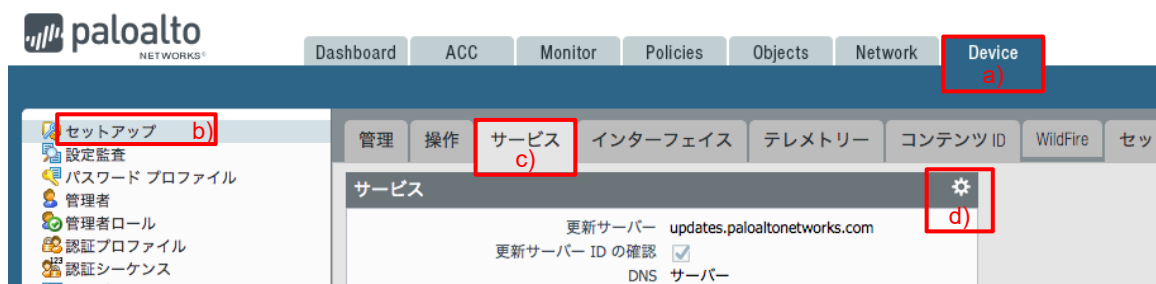 paloalto
NETWORKS®
Dashboard ACC Monitor Policies Objects Network Device
a)
セットアップ b)
設定監査
パスワード プロファイル
管理者
管理者ロール
認証プロファイル
認証シーケンス
管理 操作 サービス インターフェイス テレメトリー コンテンツ ID WildFire セッ
c)
サービス
d)
更新サーバー updates.paloaltonetworks.com
更新サーバー ID の確認
DNS サーバー